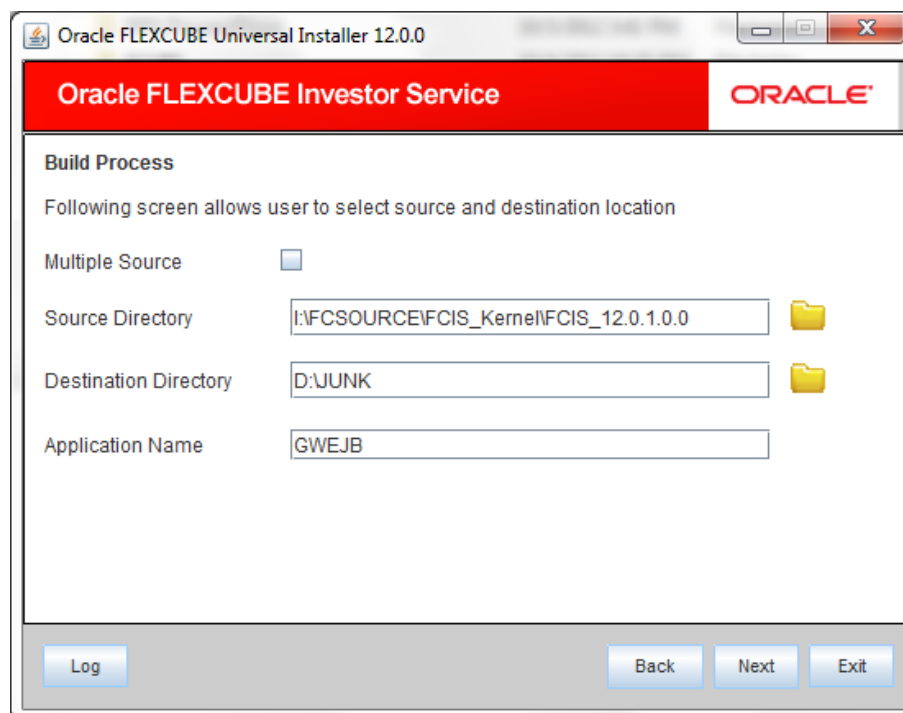 Oracle FLEXCUBE Universal Installer 12.0.0
Oracle FLEXCUBE Investor Service
ORACLE
Build Process
Following screen allows user to select source and destination location
Multiple Source
Source Directory I:\FCSOURCE\FCIS_Kernel\FCIS_12.0.1.0.0
Destination Directory D:\JUNK
Application Name GWEJB
Log Back Next Exit